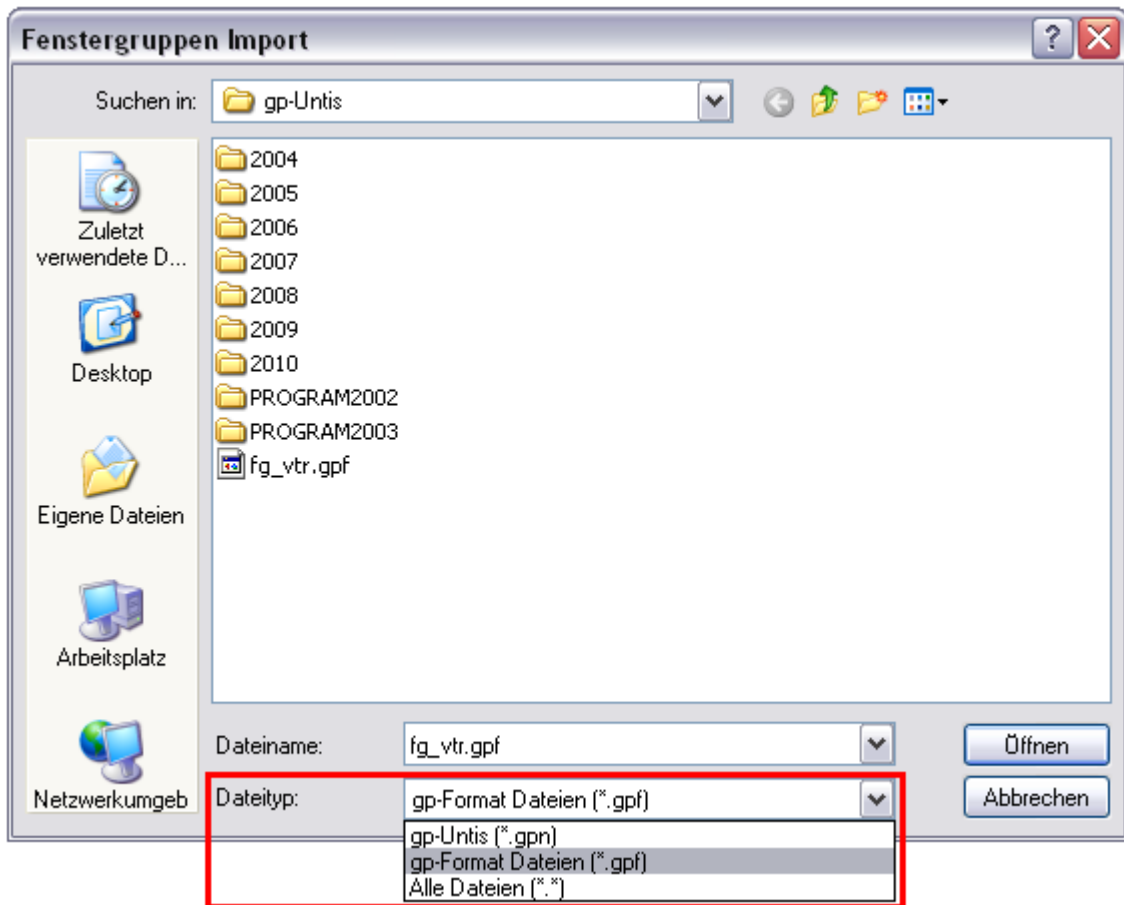 Fenstergruppen Import
Suchen in: gp-Untis
2004
2005
2006
2007
2008
2009
2010
PROGRAM2002
PROGRAM2003
fg_vtr.gpf
Zuletzt
verwendete D...
Desktop
Eigene Dateien
Arbeitsplatz
Netzwerkumgeb
Dateiname: fg_vtr.gpf Öffnen
Dateityp: gp-Format Dateien (*.gpf) Abbrechen
gp-Untis (*.gpn)
gp-Format Dateien (*.gpf)
Alle Dateien (*.*)